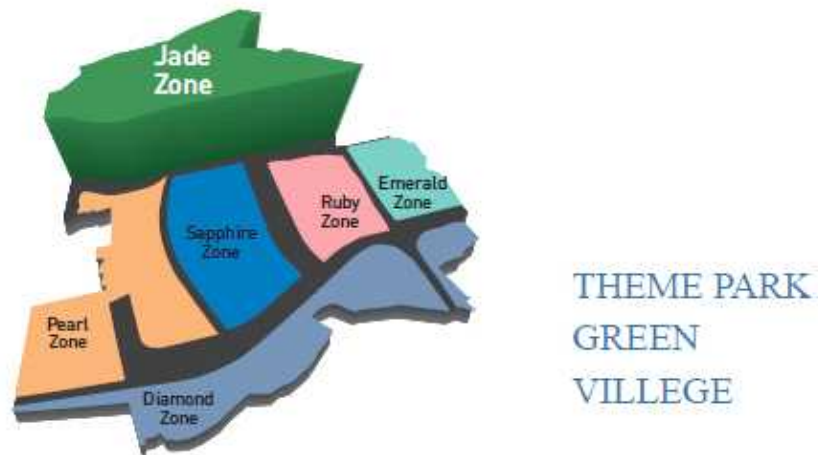 Jade
Zone
Emerald
Zone
Ruby
Zone
Sapphire
Zone
Pearl
Zone
Diamond
Zone
THEME PARK
GREEN
VILLEGE